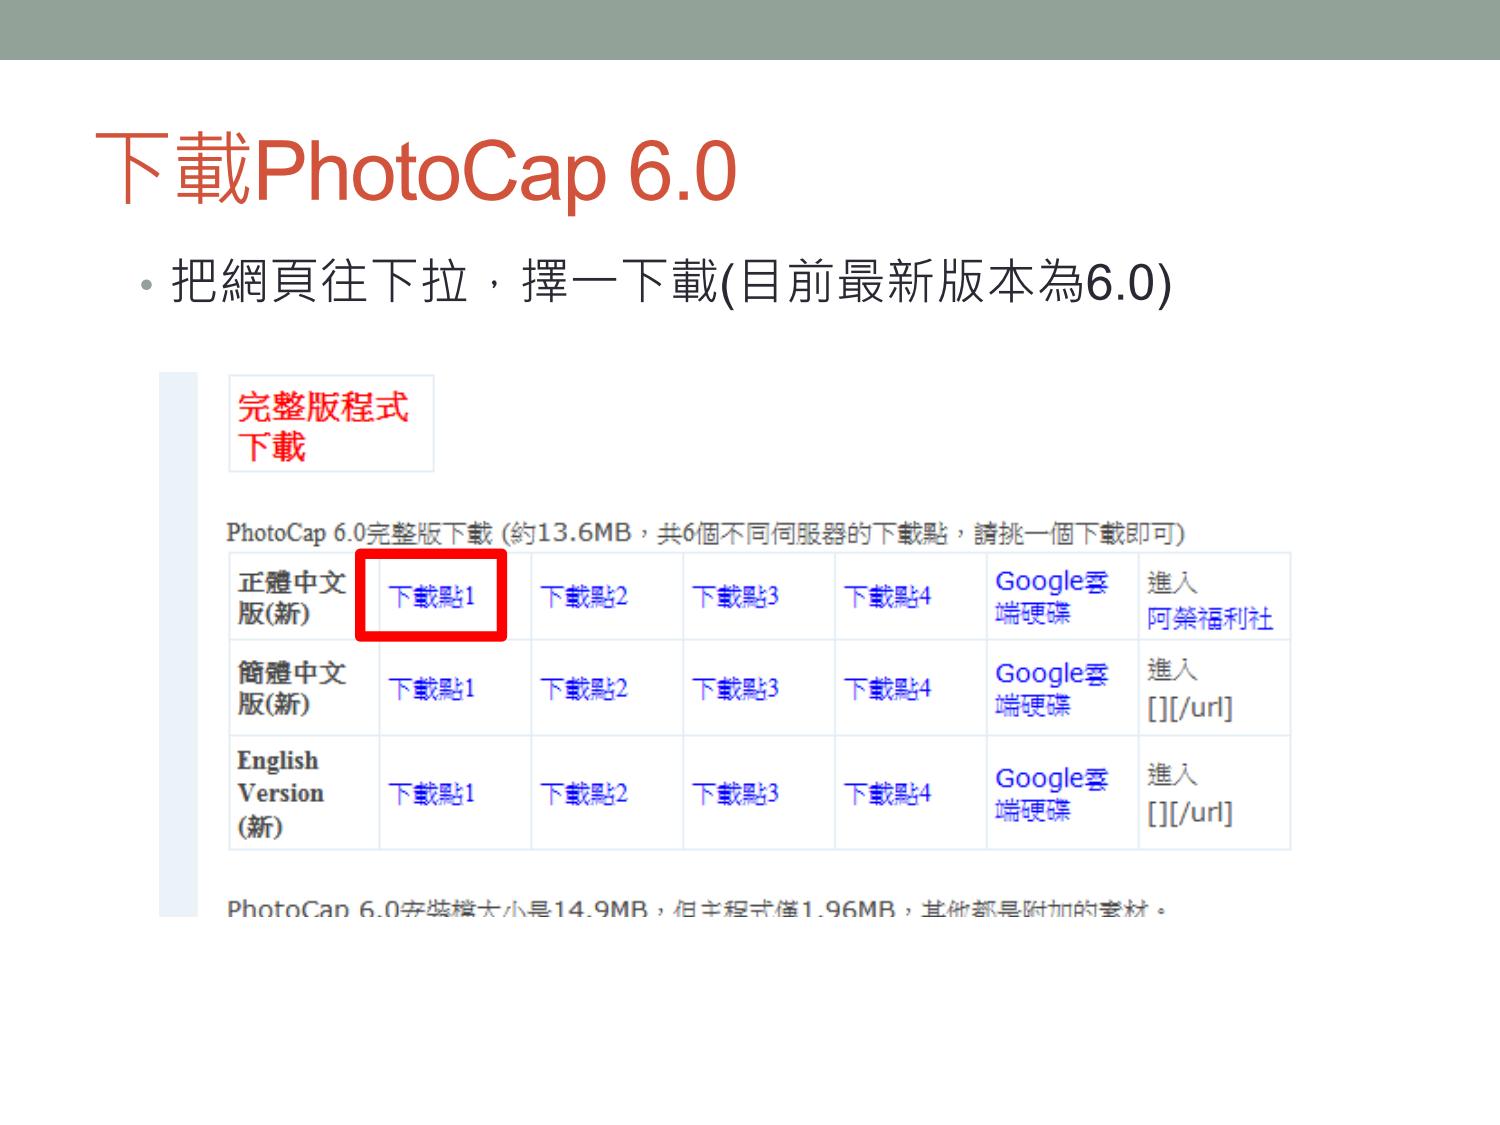 下載PhotoCap 6.0
• 把網頁往下拉，擇一下載(目前最新版本為6.0)
完整版程式
下載
PhotoCap 6.0完整版下載 (約13.6MB，共6個不同伺服器的下載點，請挑一個下載即可)
正體中文
版(新)
下載點1
下載點2
下載點3
下載點4
Google雲
端硬碟
進入
阿榮福利社
簡體中文
版(新)
下載點1
下載點2
下載點3
下載點4
Google雲
端硬碟
進入
[][/url]
English
Version
(新)
下載點1
下載點2
下載點3
下載點4
Google雲
端硬碟
進入
[][/url]
PhotoCap 6.0安裝檔大小是14.9MB，但主程式僅1.96MB，其他都是附加的素材。